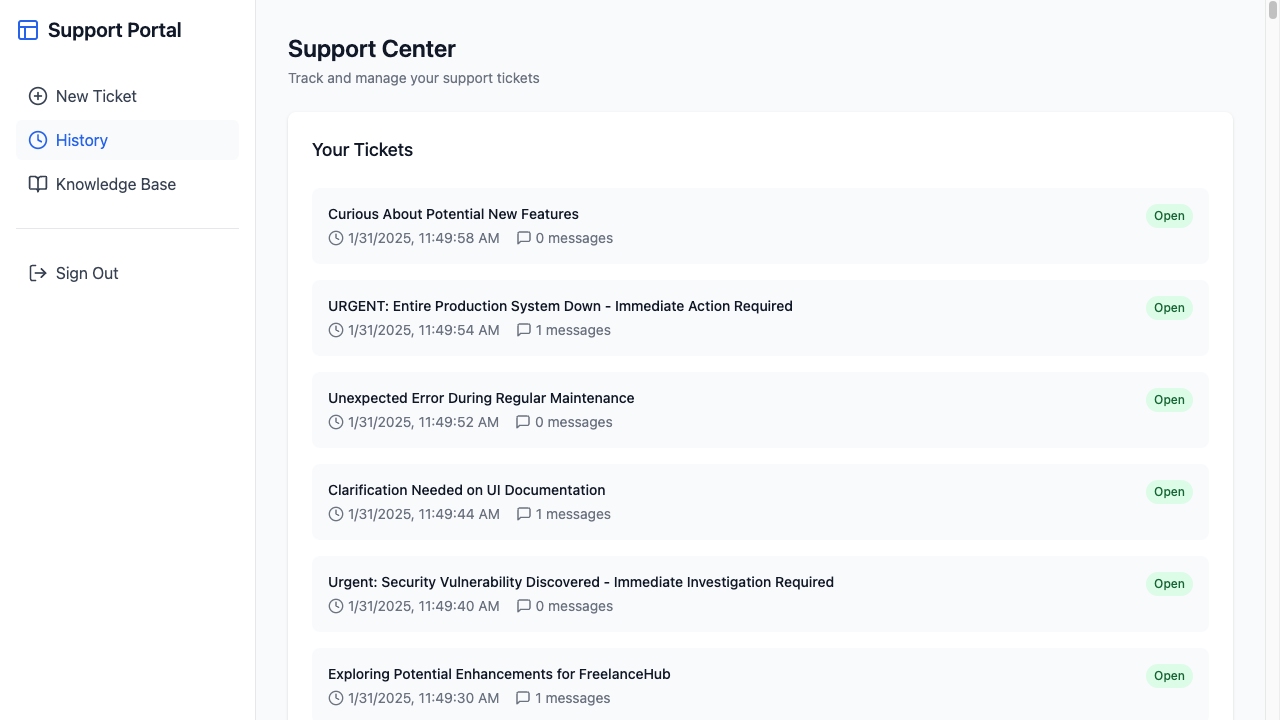 Support Portal
New Ticket
History
Knowledge Base
Sign Out
Support Center
Track and manage your support tickets
Your Tickets
Curious About Potential New Features
Open
1/31/2025, 11:49:58 AM 0 messages
URGENT: Entire Production System Down - Immediate Action Required
Open
1/31/2025, 11:49:54 AM 1 messages
Unexpected Error During Regular Maintenance
Open
1/31/2025, 11:49:52 AM 0 messages
Clarification Needed on UI Documentation
Open
1/31/2025, 11:49:44 AM 1 messages
Urgent: Security Vulnerability Discovered - Immediate Investigation Required
Open
1/31/2025, 11:49:40 AM 0 messages
Exploring Potential Enhancements for FreelanceHub
Open
1/31/2025, 11:49:30 AM 1 messages